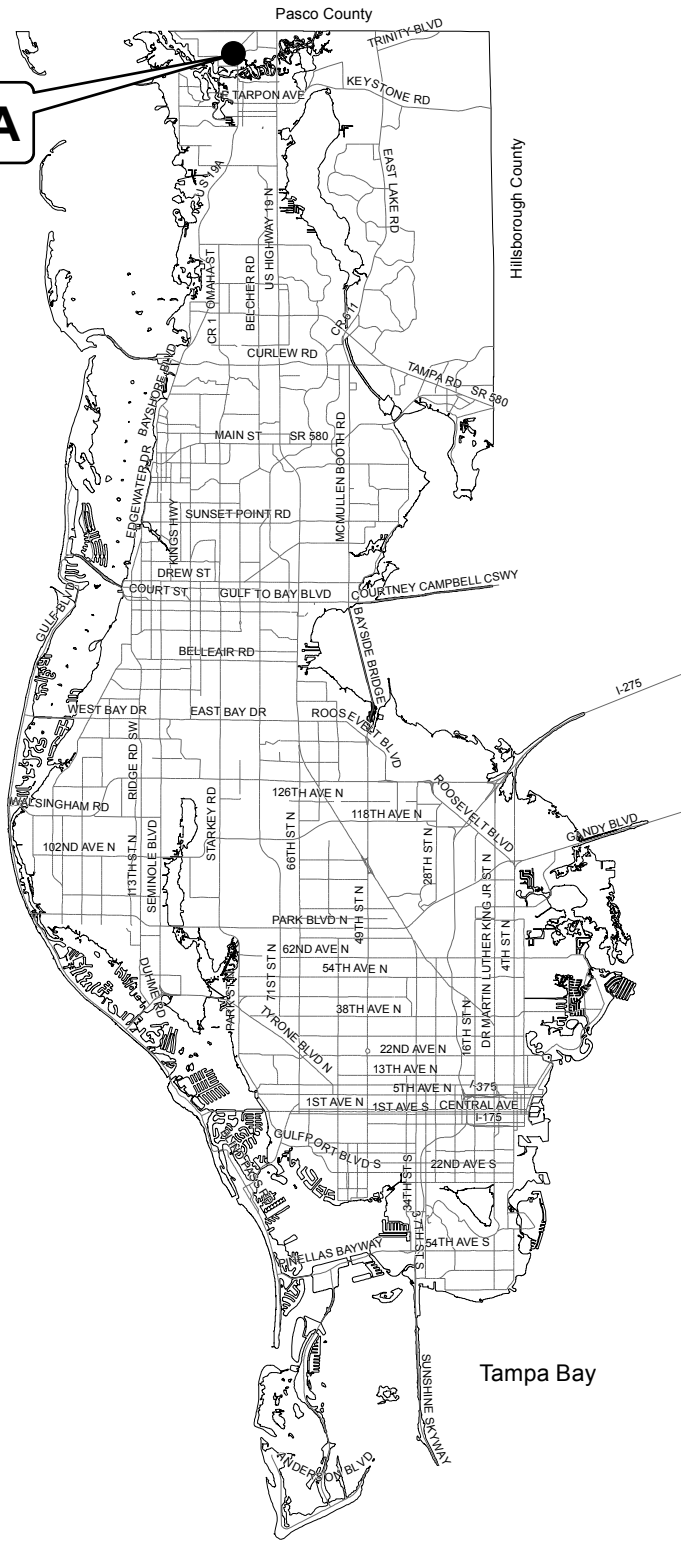 Pasco County
TRINITY BLVD
KEYSTONE RD
TARPON AVE
A
EAST LAKE RD
Hillsborough County
US 19A
US HIGHWAY 19 N
OMAHA ST
CR 1
BELCHER RD
CR 611
CURLEW RD
TAMPA RD
SR 580
BAYSHORE BLVD
EDGEWATER DR
MAIN ST
SR 580
MCMULLEN BOOTH RD
KINGS HWY
SUNSET POINT RD
DREW ST
COURT ST
GULF TO BAY BLVD
COURTNEY CAMPBELL CSWY
GULF BLVD
BAYSIDE BRIDGE
BELLEAIR RD
I-275
WEST BAY DR
EAST BAY DR
ROOSEVELT BLVD
RIDGE RD SW
WALSINGHAM RD
126TH AVE N
ROOSEVELT BLVD
118TH AVE N
GANDY BLVD
STARKEY RD
102ND AVE N
113TH ST N
SEMINOLE BLVD
66TH ST N
28TH ST N
DR MARTIN LUTHER KING JR ST N
49TH ST N
4TH ST N
PARK BLVD N
62ND AVE N
54TH AVE N
71ST ST N
DUHME RD
PARK ST N
38TH AVE N
TYRONE BLVD N
16TH ST N
22ND AVE N
13TH AVE N
5TH AVE N
I-375
1ST AVE N
1ST AVE S
CENTRAL AVE
I-175
GULFPORT BLVD S
22ND AVE S
34TH ST S
37TH ST S
54TH AVE S
PINELLAS BAYWAY
SUNSHINE SKYWAY
Tampa Bay
ANDERSON BLVD